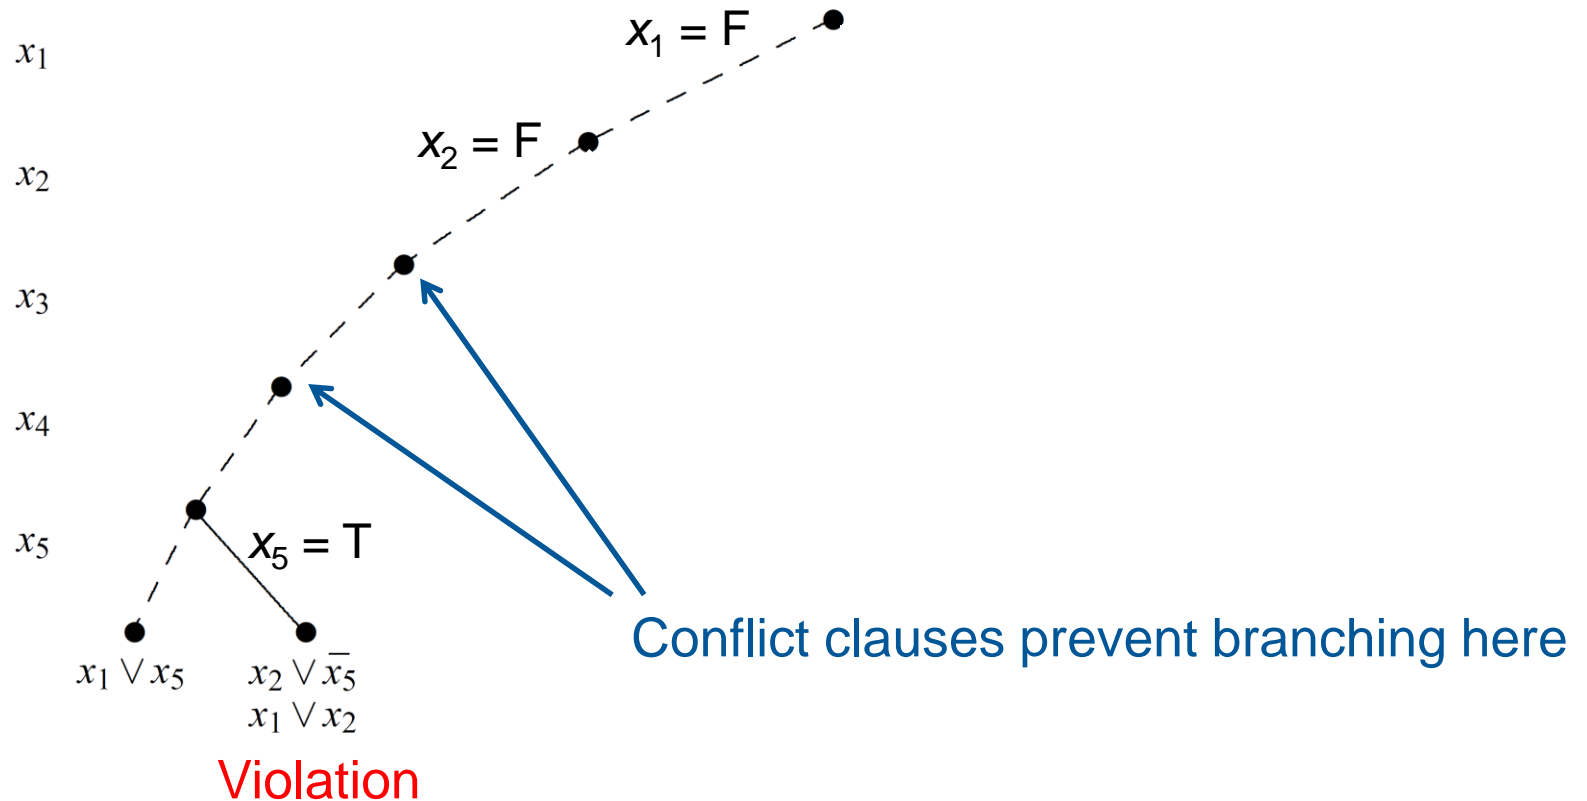 x₁ = F
x₁
x₂ = F
x₂
x₃
x₄
x₅ = T
x₅
Conflict clauses prevent branching here
x₁ ∨ x₅
x₂ ∨ x̅₅
x₁ ∨ x₂
Violation